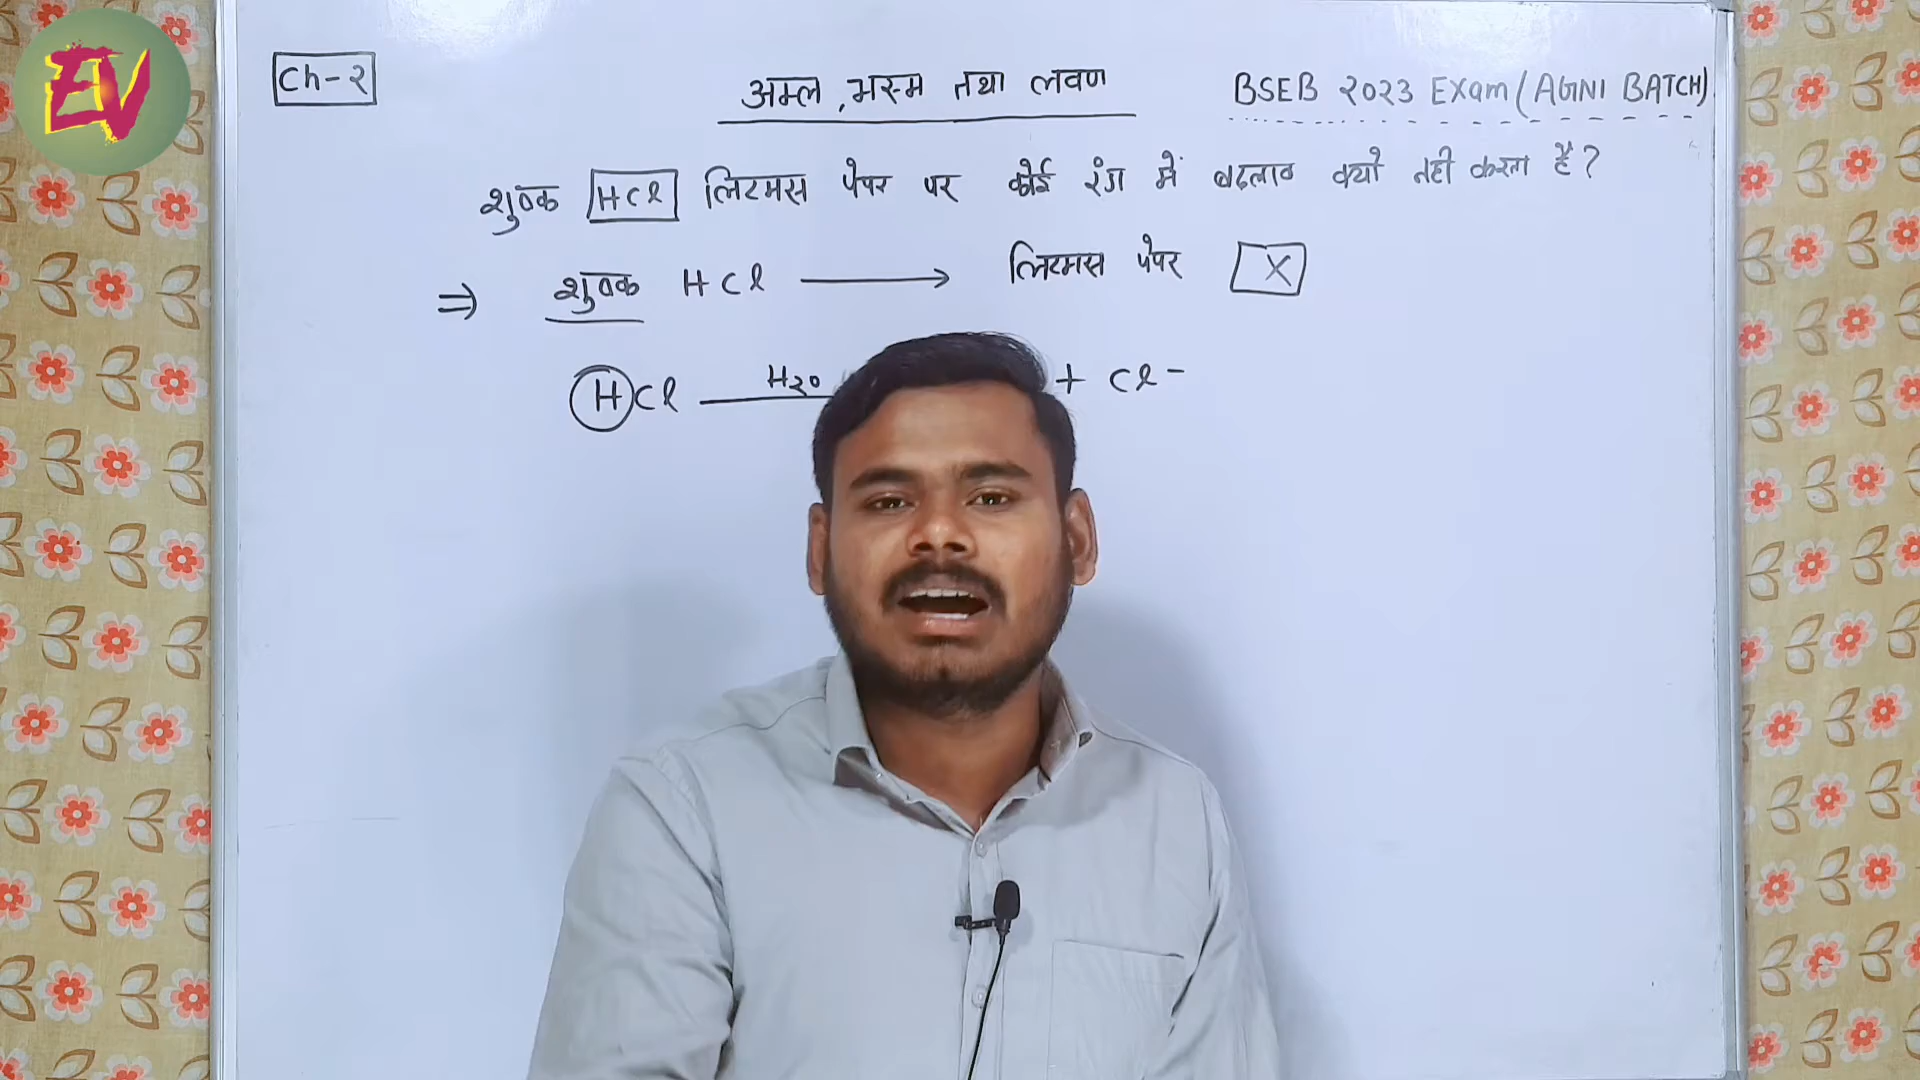 EV
Ch-२
अम्ल, भस्म तथा लवण
BSEB २०२३ Exam (AGNI BATCH)
शुष्क HCl लिटमस पेपर पर कोई रंग में बदलाव क्यों नही करता है?
⇒ शुष्क HCl ⟶ लिटमस पेपर X
HCl H₂O + Cl⁻